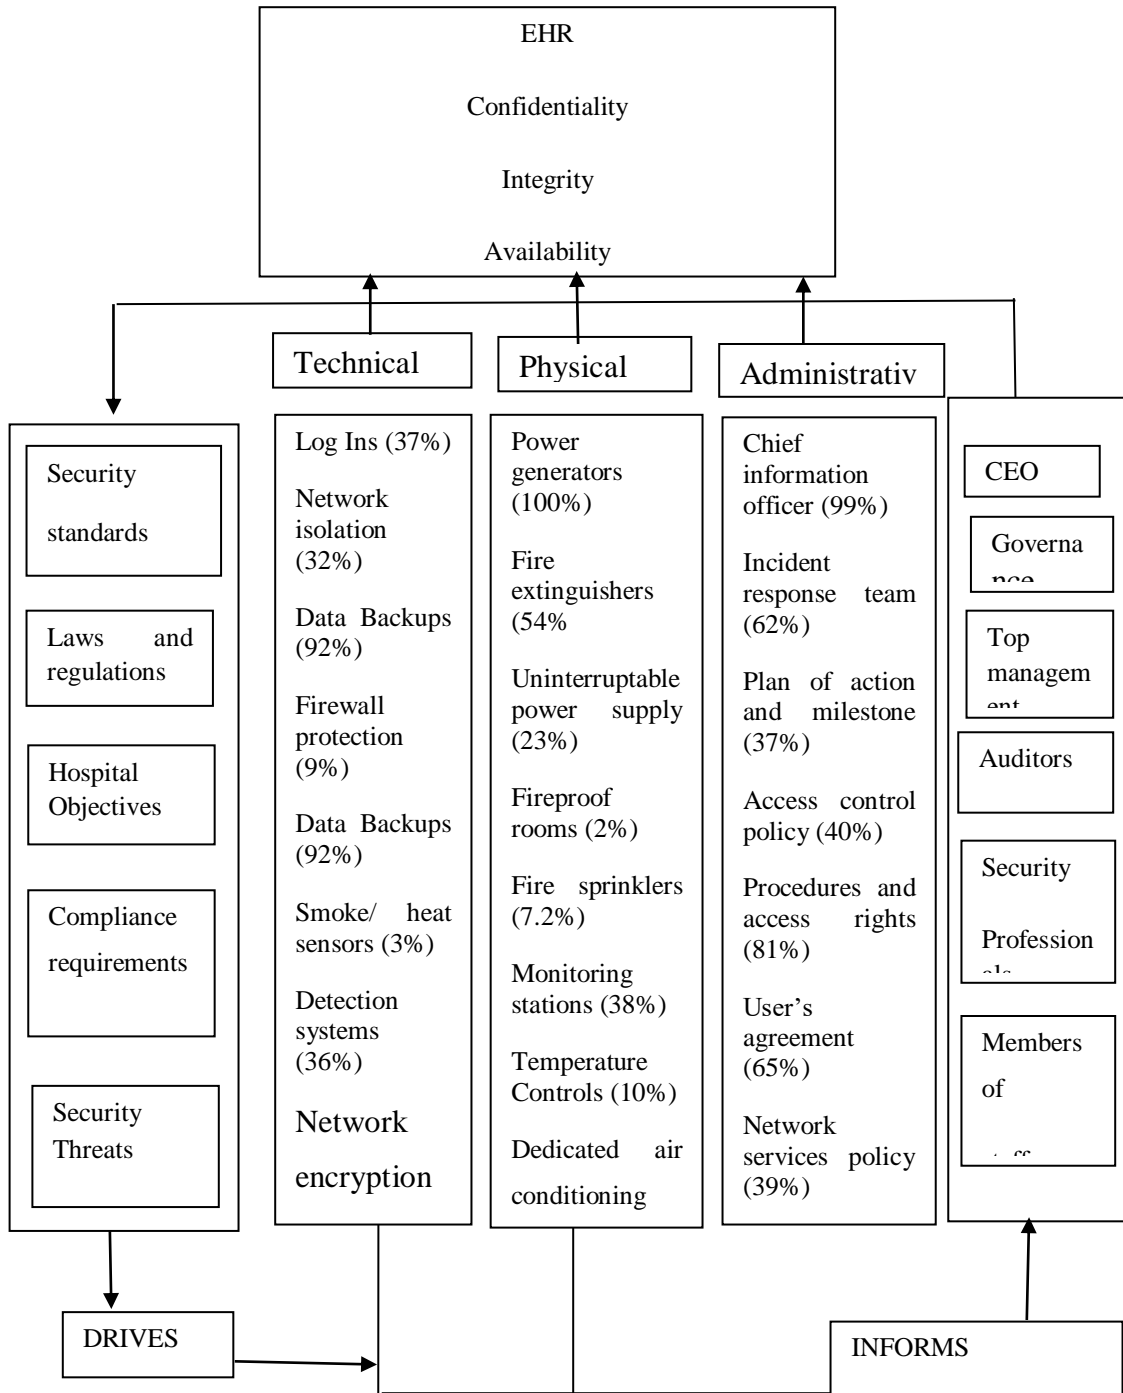 EHR
Confidentiality
Integrity
Availability
Technical
Physical
Administrativ
Security
standards
Laws and
regulations
Hospital
Objectives
Compliance
requirements
Security
Threats
Log Ins (37%)
Network
isolation
(32%)
Data Backups
(92%)
Firewall
protection
(9%)
Data Backups
(92%)
Smoke/ heat
sensors (3%)
Detection
systems
(36%)
Network
encryption
Power
generators
(100%)
Fire
extinguishers
(54%
Uninterruptable
power supply
(23%)
Fireproof
rooms (2%)
Fire sprinklers
(7.2%)
Monitoring
stations (38%)
Temperature
Controls (10%)
Dedicated air
conditioning
Chief
information
officer (99%)
Incident
response team
(62%)
Plan of action
and milestone
(37%)
Access control
policy (40%)
Procedures and
access rights
(81%)
User’s
agreement
(65%)
Network
services policy
(39%)
CEO
Governa
nce
Top
managem
ent
Auditors
Security
Profession
als
Members
of
staff
DRIVES
INFORMS